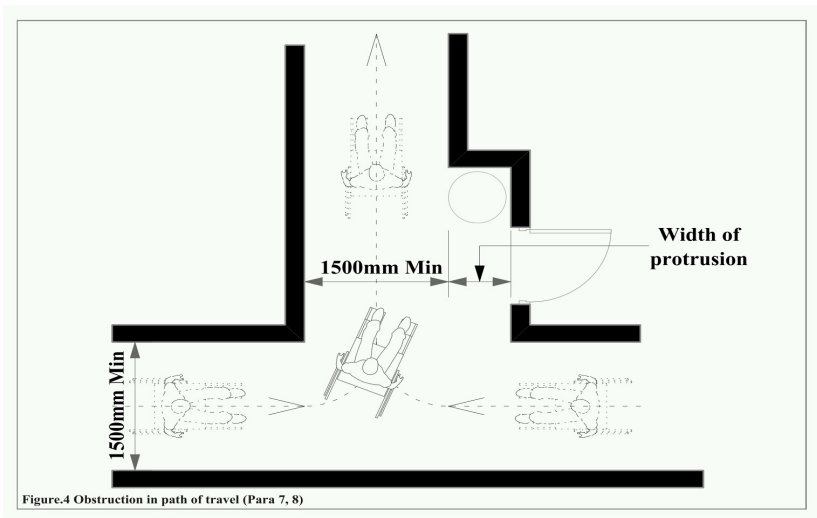 1500mm Min
Width of
protrusion
1500mm Min
Figure.4 Obstruction in path of travel (Para 7, 8)